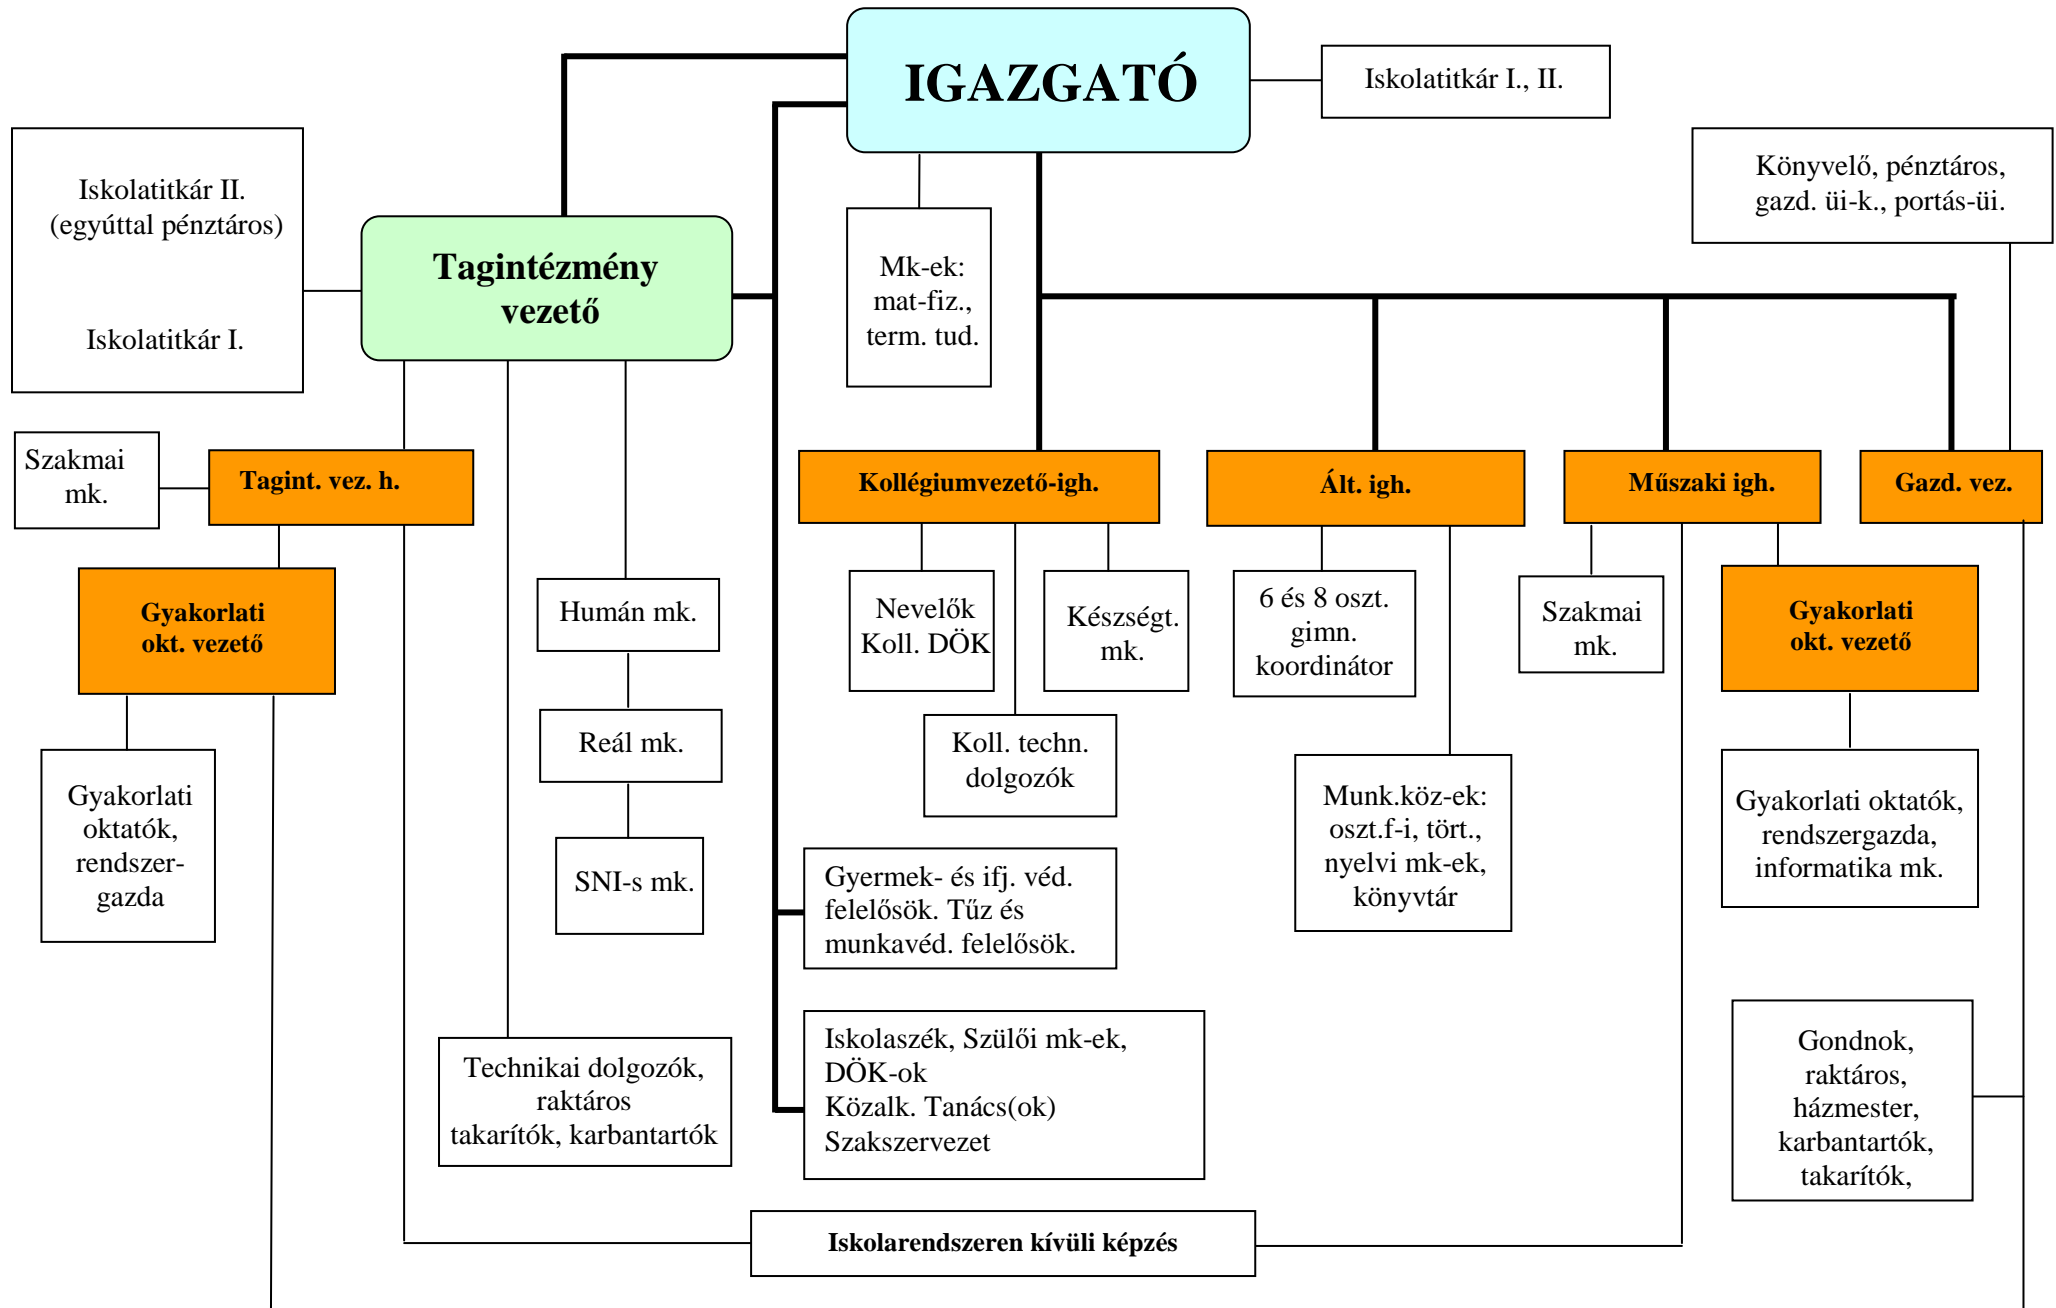 IGAZGATÓ
Iskolatitkár I., II.
Iskolatitkár II.
(egyúttal pénztáros)
Iskolatitkár I.
Tagintézmény
vezető
Mk-ek:
mat-fiz.,
term. tud.
Könyvelő, pénztáros,
gazd. üi-k., portás-üi.
Szakmai
mk.
Tagint. vez. h.
Kollégiumvezető-igh.
Ált. igh.
Műszaki igh.
Gazd. vez.
Gyakorlati
okt. vezető
Humán mk.
Nevelők
Koll. DÖK
Készségt.
mk.
6 és 8 oszt.
gimn.
koordinátor
Szakmai
mk.
Gyakorlati
okt. vezető
Reál mk.
Koll. techn.
dolgozók
Gyakorlati
oktatók,
rendszer-
gazda
SNI-s mk.
Munk.köz-ek:
oszt.f-i, tört.,
nyelvi mk-ek,
könyvtár
Gyakorlati oktatók,
rendszergazda,
informatika mk.
Gyermek- és ifj. véd.
felelősök. Tűz és
munkavéd. felelősök.
Technikai dolgozók,
raktáros
takarítók, karbantartók
Iskolaszék, Szülői mk-ek,
DÖK-ok
Közalk. Tanács(ok)
Szakszervezet
Gondnok,
raktáros,
házmester,
karbantartók,
takarítók,
Iskolarendszeren kívüli képzés